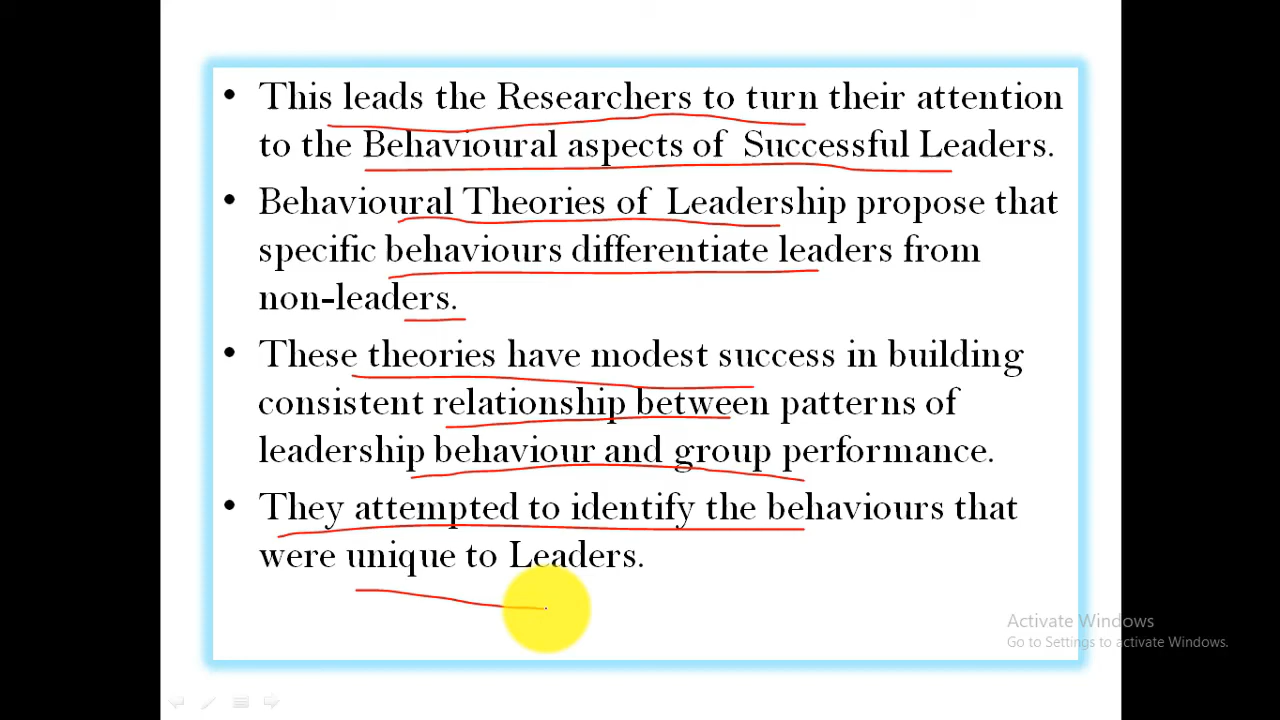 • This leads the Researchers to turn their attention
to the Behavioural aspects of Successful Leaders.
• Behavioural Theories of Leadership propose that
specific behaviours differentiate leaders from
non-leaders.
• These theories have modest success in building
consistent relationship between patterns of
leadership behaviour and group performance.
• They attempted to identify the behaviours that
were unique to Leaders.
Activate Windows
Go to Settings to activate Windows.